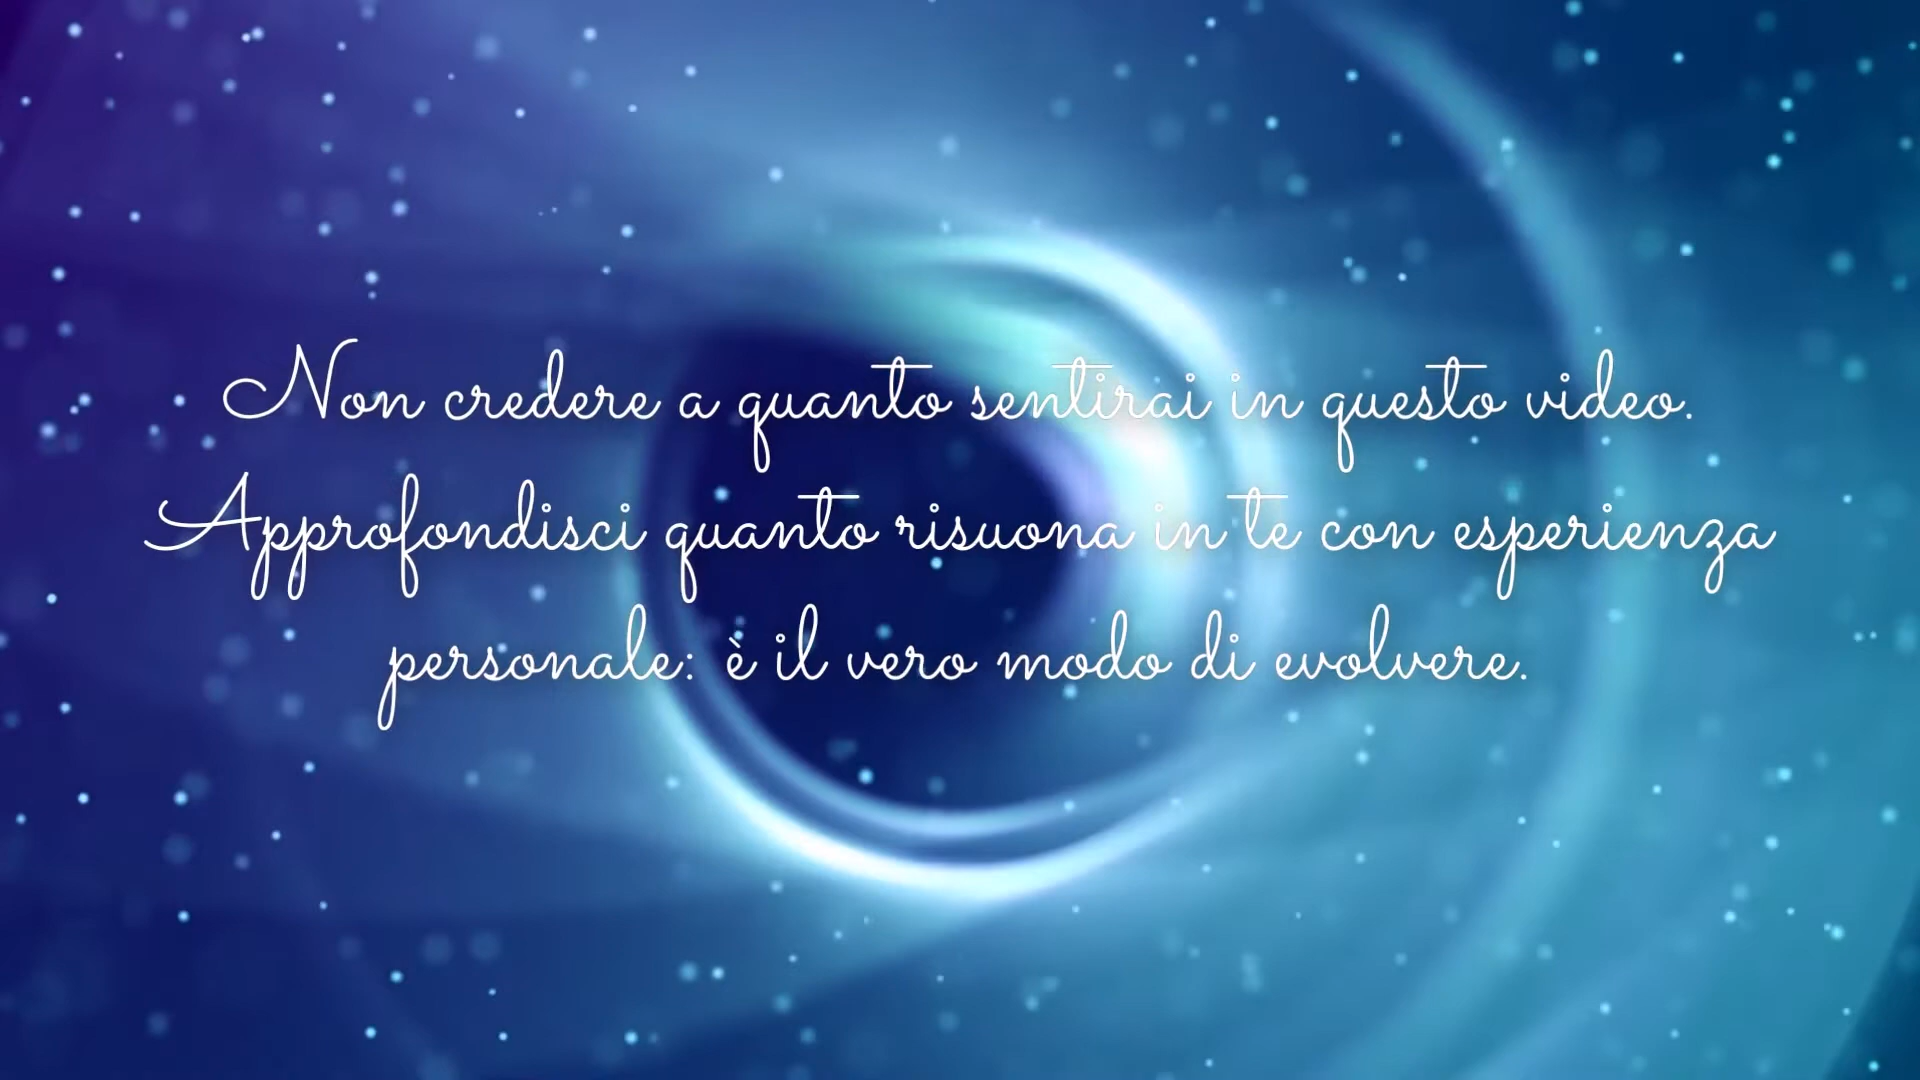 Non credere a quanto sentirai in questo video.
Approfondisci quanto risuona in te con esperienza
personale: è il vero modo di evolvere.